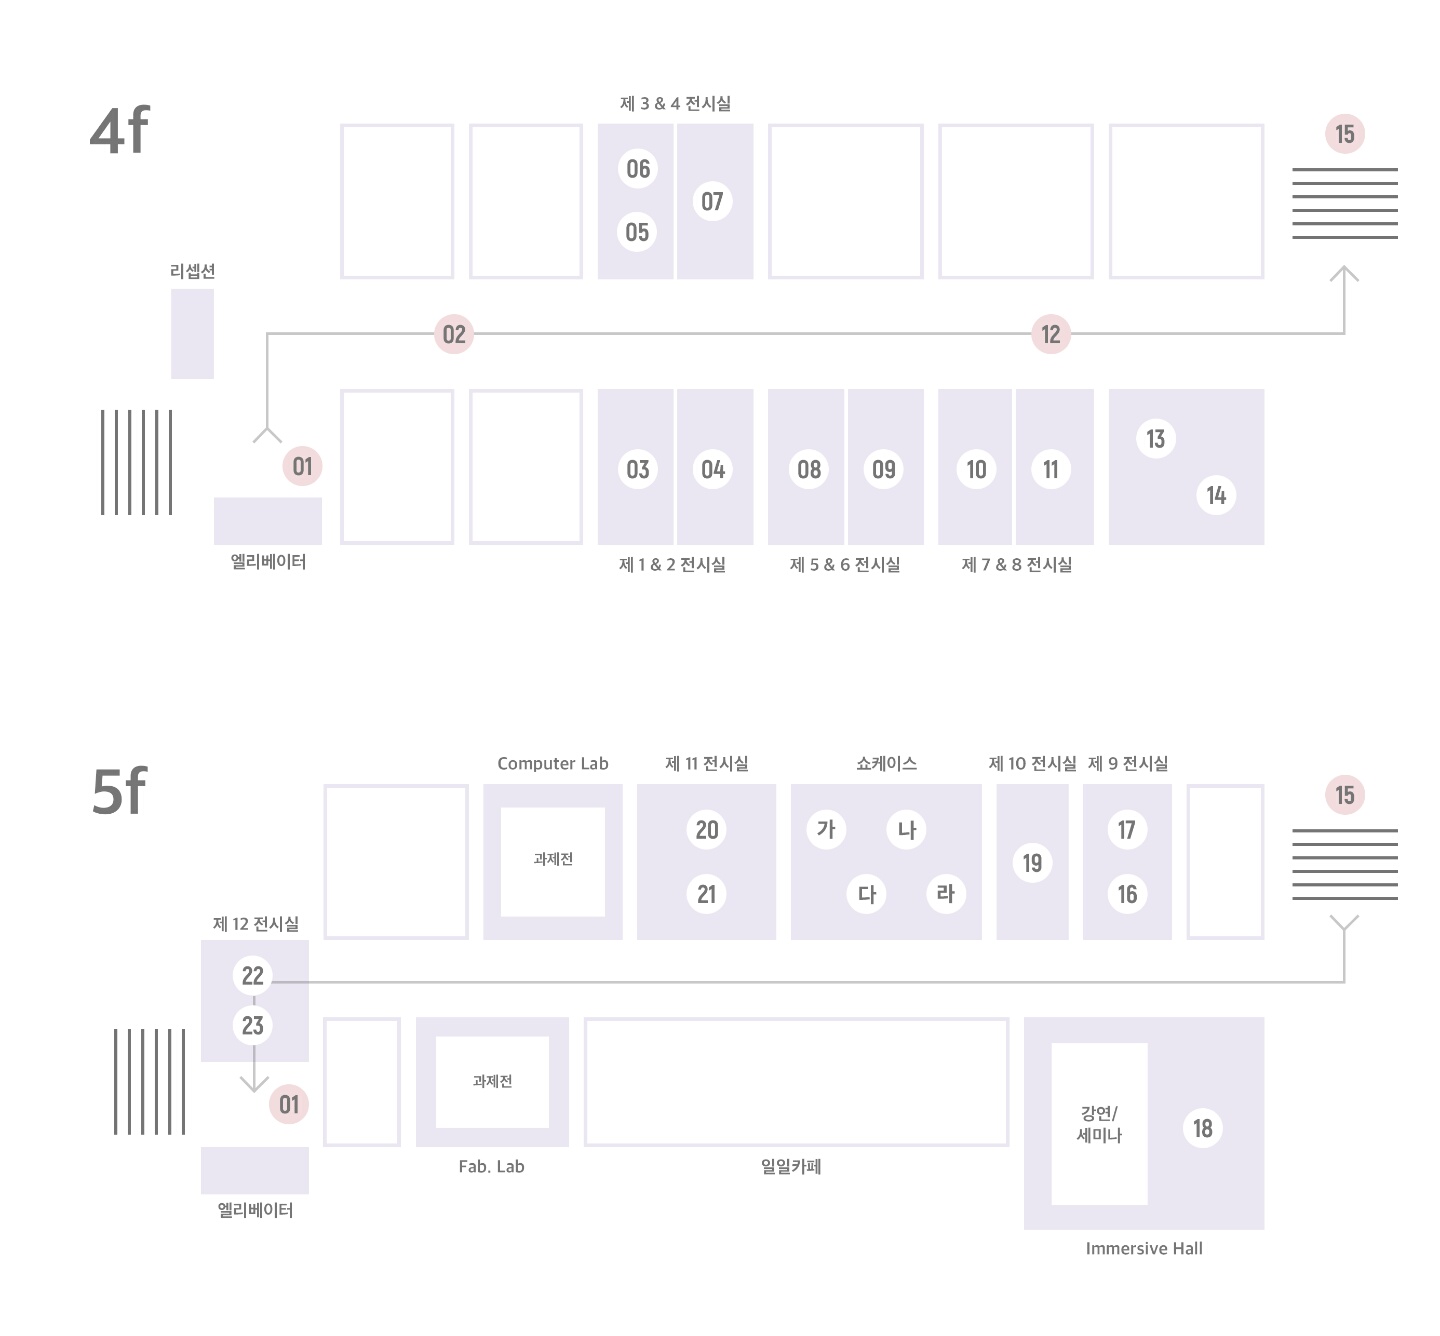 4f
제 3 & 4 전시실
15
06
07
05
리셉션
02
12
01
03
04
08
09
10
11
13
14
엘리베이터
제 1 & 2 전시실
제 5 & 6 전시실
제 7 & 8 전시실
5f
Computer Lab
제 11 전시실
쇼케이스
제 10 전시실
제 9 전시실
15
과제전
20
21
가
나
다
라
19
17
16
제 12 전시실
22
23
01
엘리베이터
과제전
Fab. Lab
일일카페
강연/
세미나
18
Immersive Hall